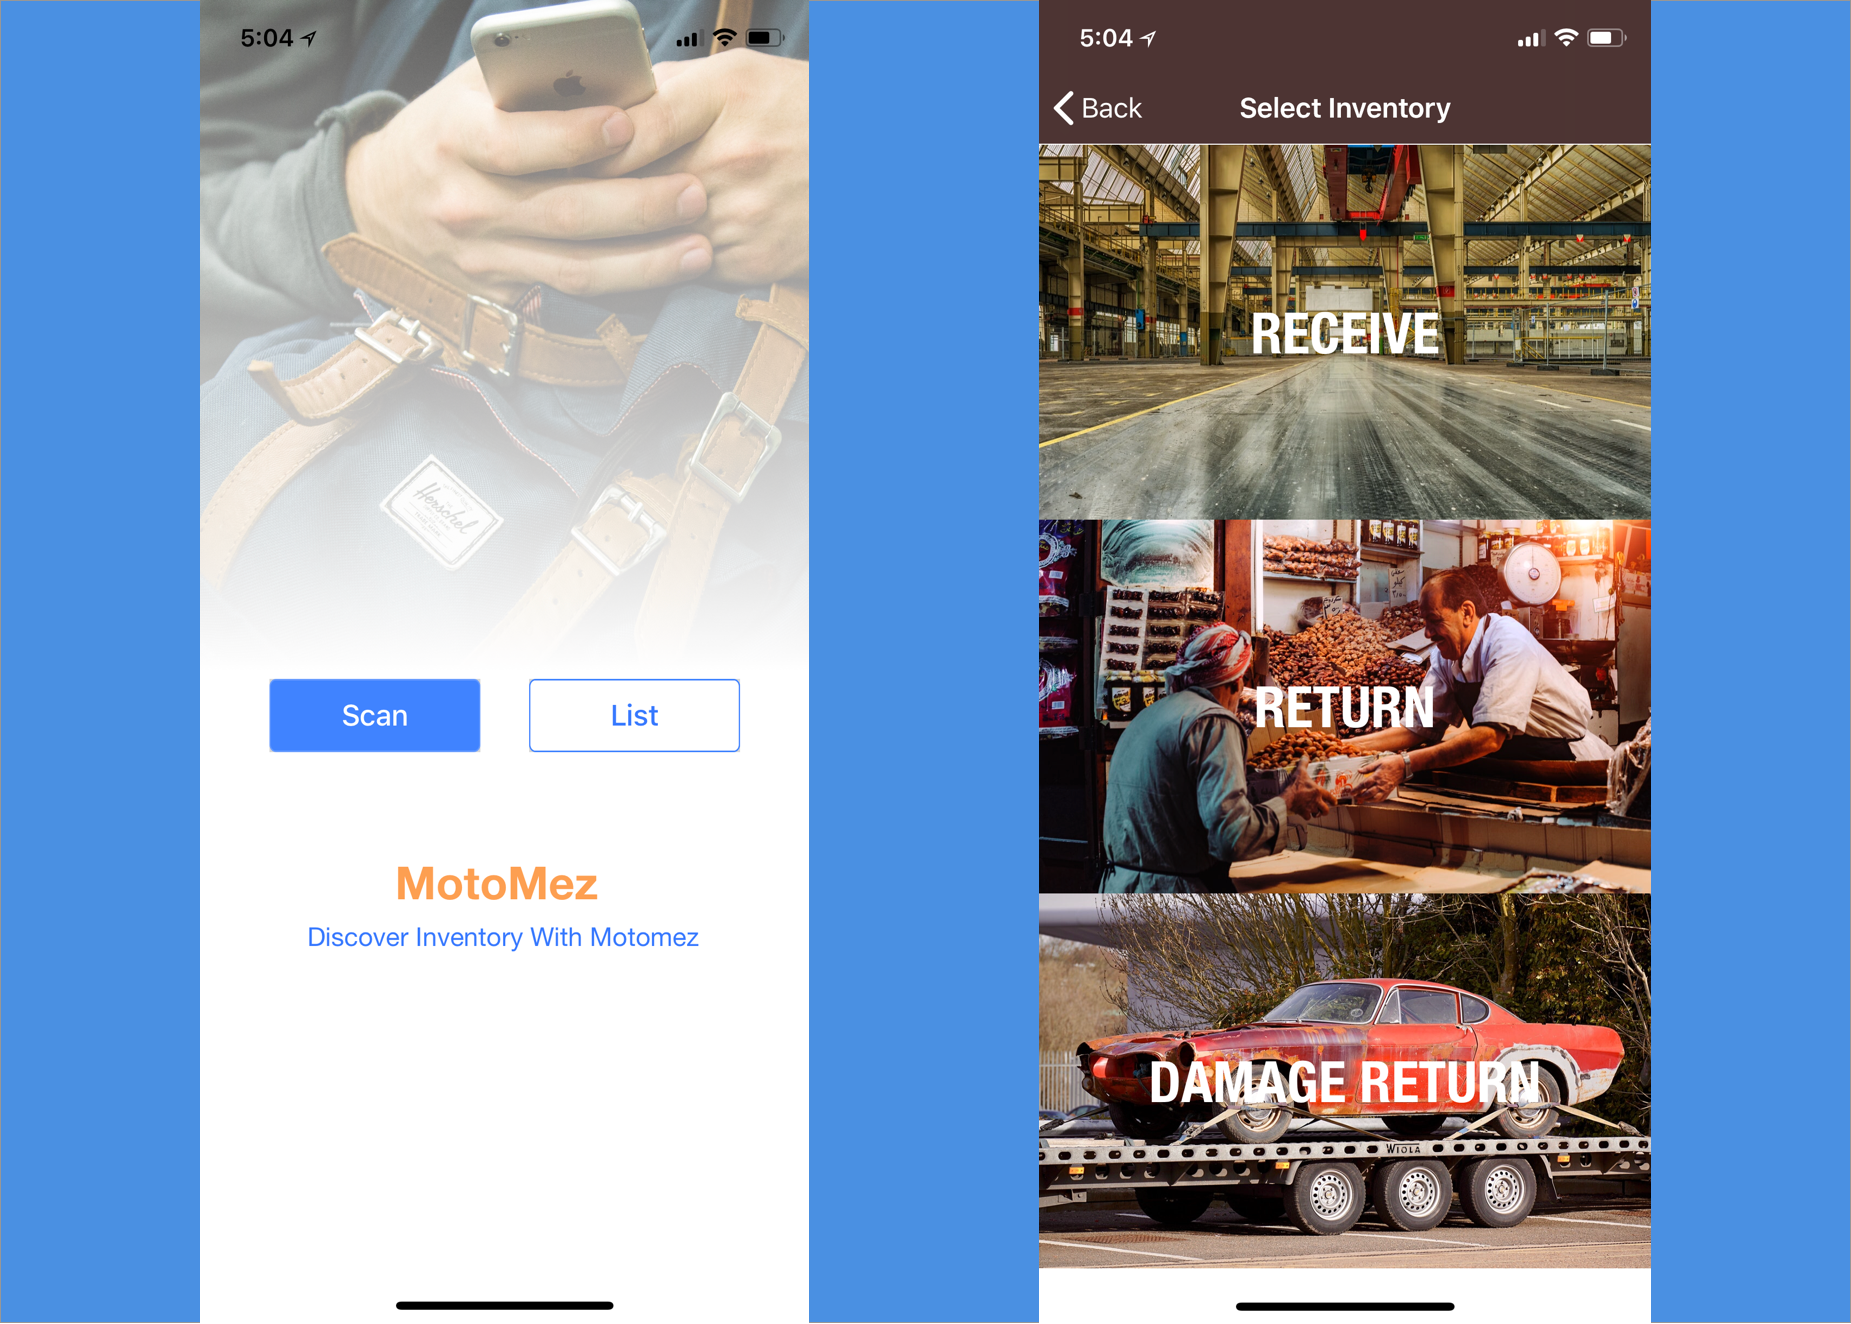 5:04
Herschel
Scan
List
MotoMez
Discover Inventory With Motomez
5:04
Back
Select Inventory
RECEIVE
RETURN
DAMAGE RETURN
WIOLA